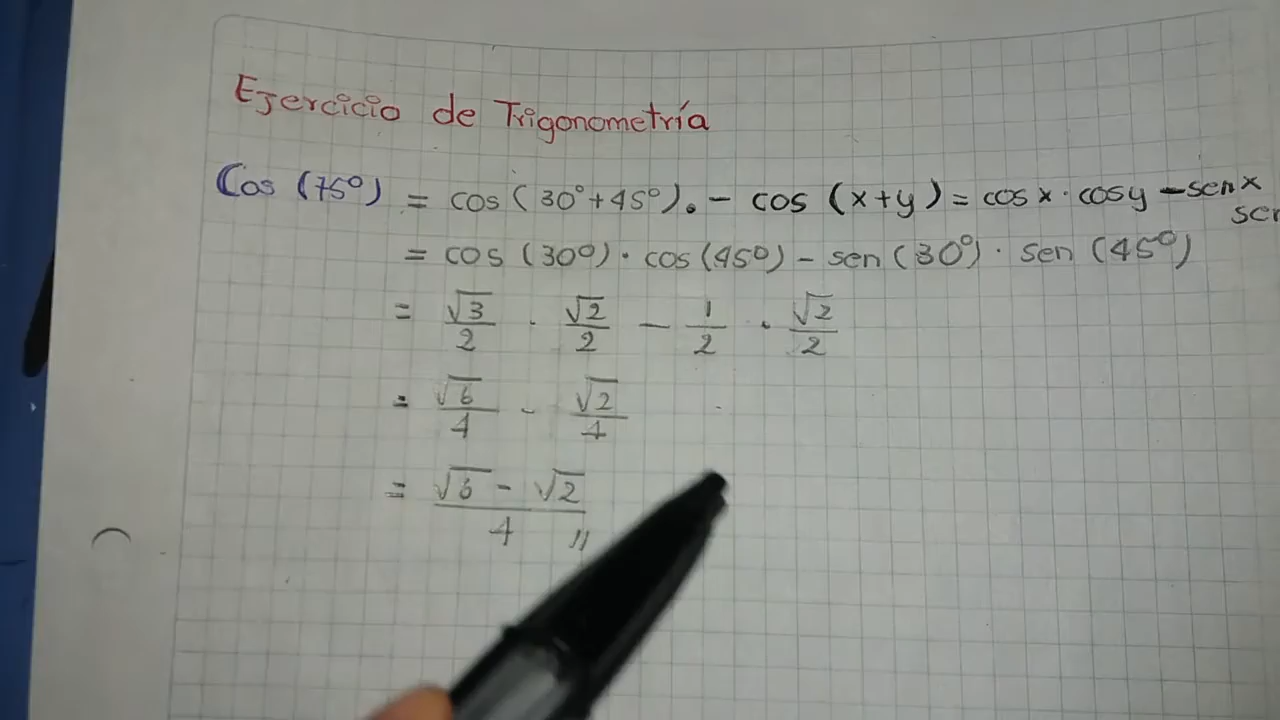 Ejercicio de Trigonometría
Cos (75°) = cos (30° + 45°). - cos (x+y) = cos x · cos y - sen x
= cos (30°) · cos (45°) - sen (30°) · sen (45°)
= √3/2 · √2/2 - 1/2 · √2/2
= √6/4 - √2/4
= √6 - √2 / 4 //